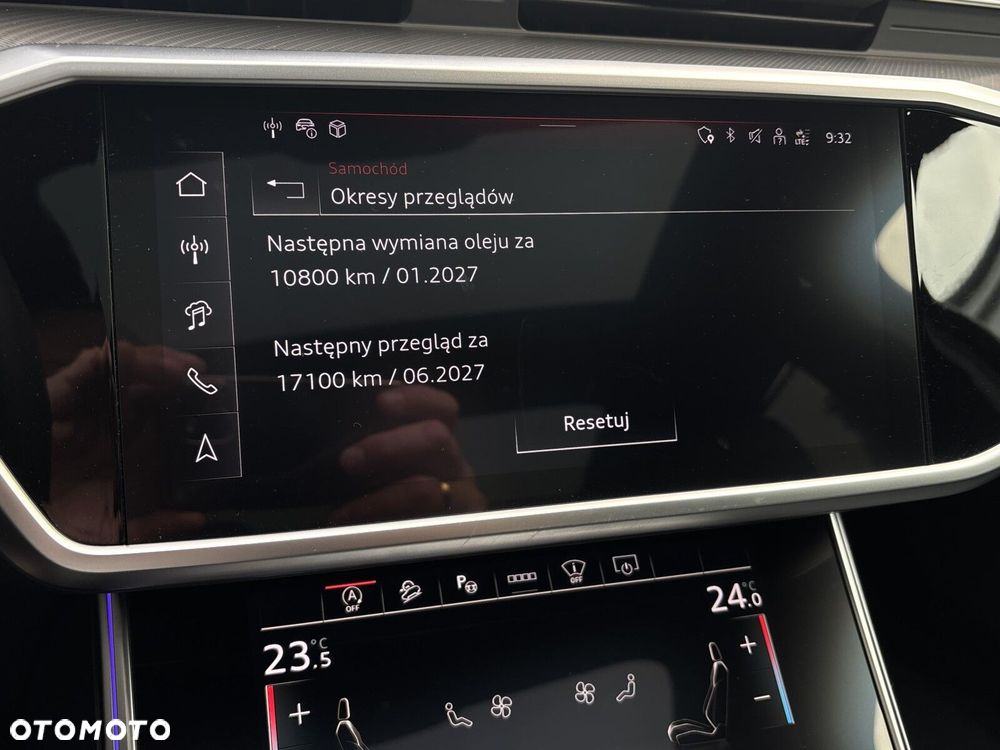 LTE
9:32
Samochód
Okresy przeglądów
Następna wymiana oleju za
10800 km / 01.2027
Następny przegląd za
17100 km / 06.2027
Resetuj
A
OFF
P
OFF
24.0 °C
23.5 °C
+
+
−
OTOMOTO